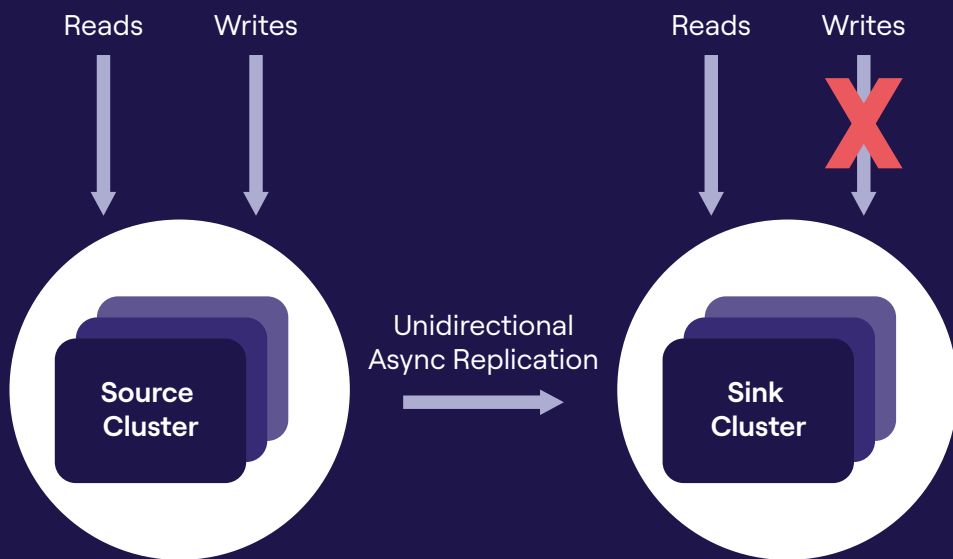 Reads
Writes
Reads
Writes
X
Source
Cluster
Unidirectional
Async Replication
Sink
Cluster